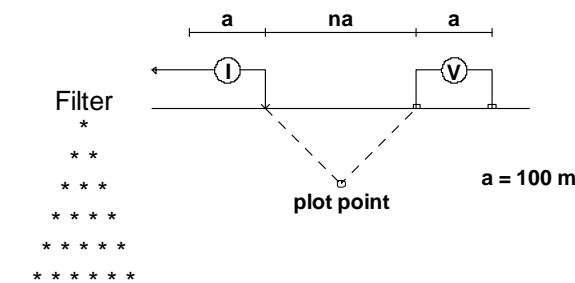 a na a
I V
Filter
*
* *
* * *
* * * *
* * * * *
* * * * * *
a = 100 m
plot point